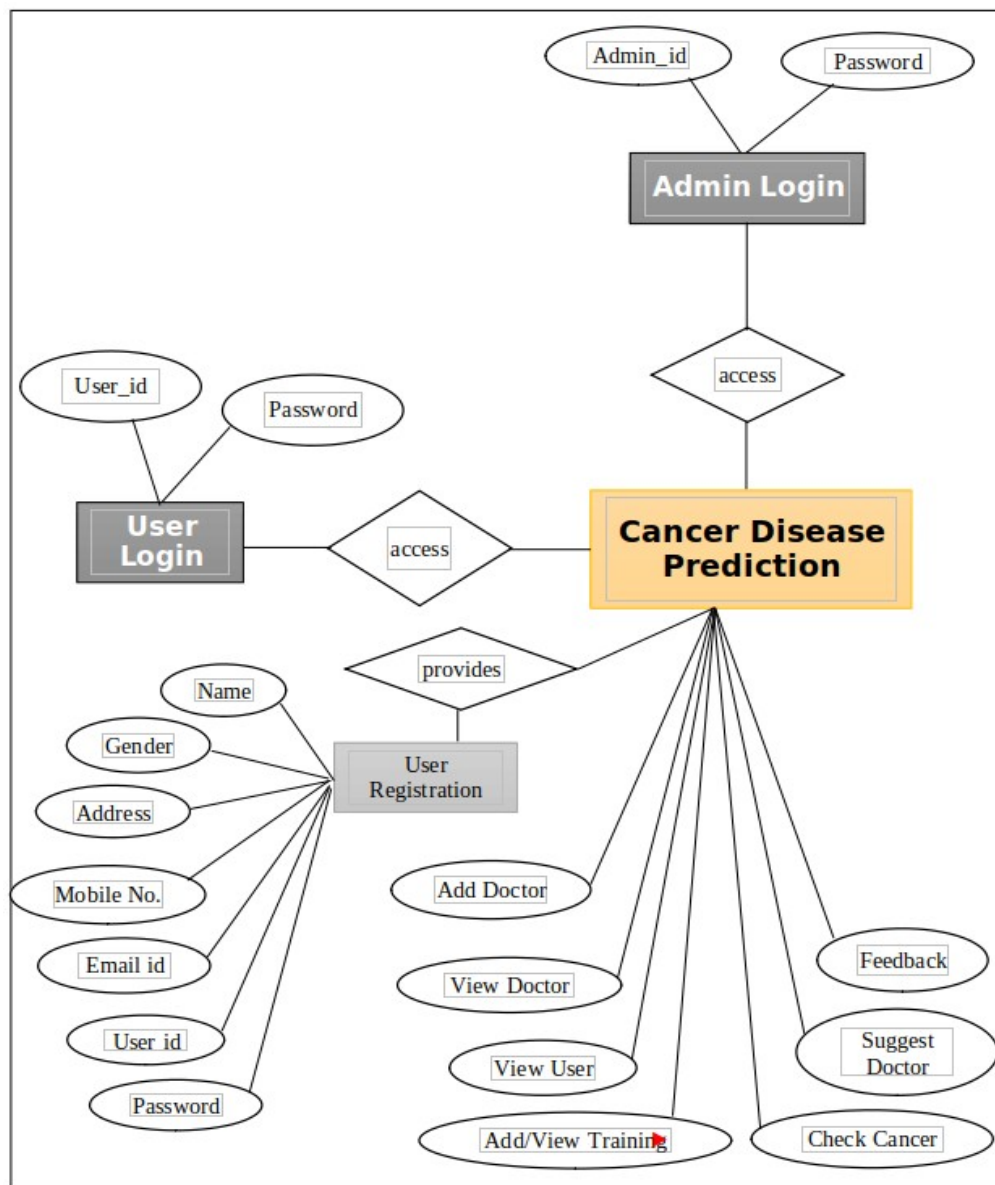 Admin_id
Password
Admin Login
access
User_id
Password
User
Login
access
Cancer Disease
Prediction
provides
Name
Gender
Address
Mobile No.
Email id
User id
Password
User
Registration
Add Doctor
View Doctor
View User
Add/View Training
Feedback
Suggest
Doctor
Check Cancer